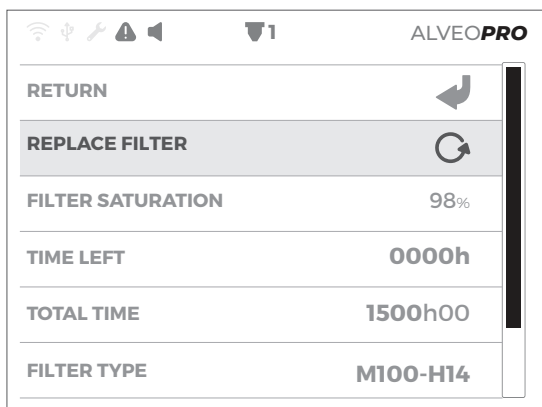 1 ALVEOPRO
RETURN
REPLACE FILTER
FILTER SATURATION 98%
TIME LEFT 0000h
TOTAL TIME 1500h00
FILTER TYPE M100-H14